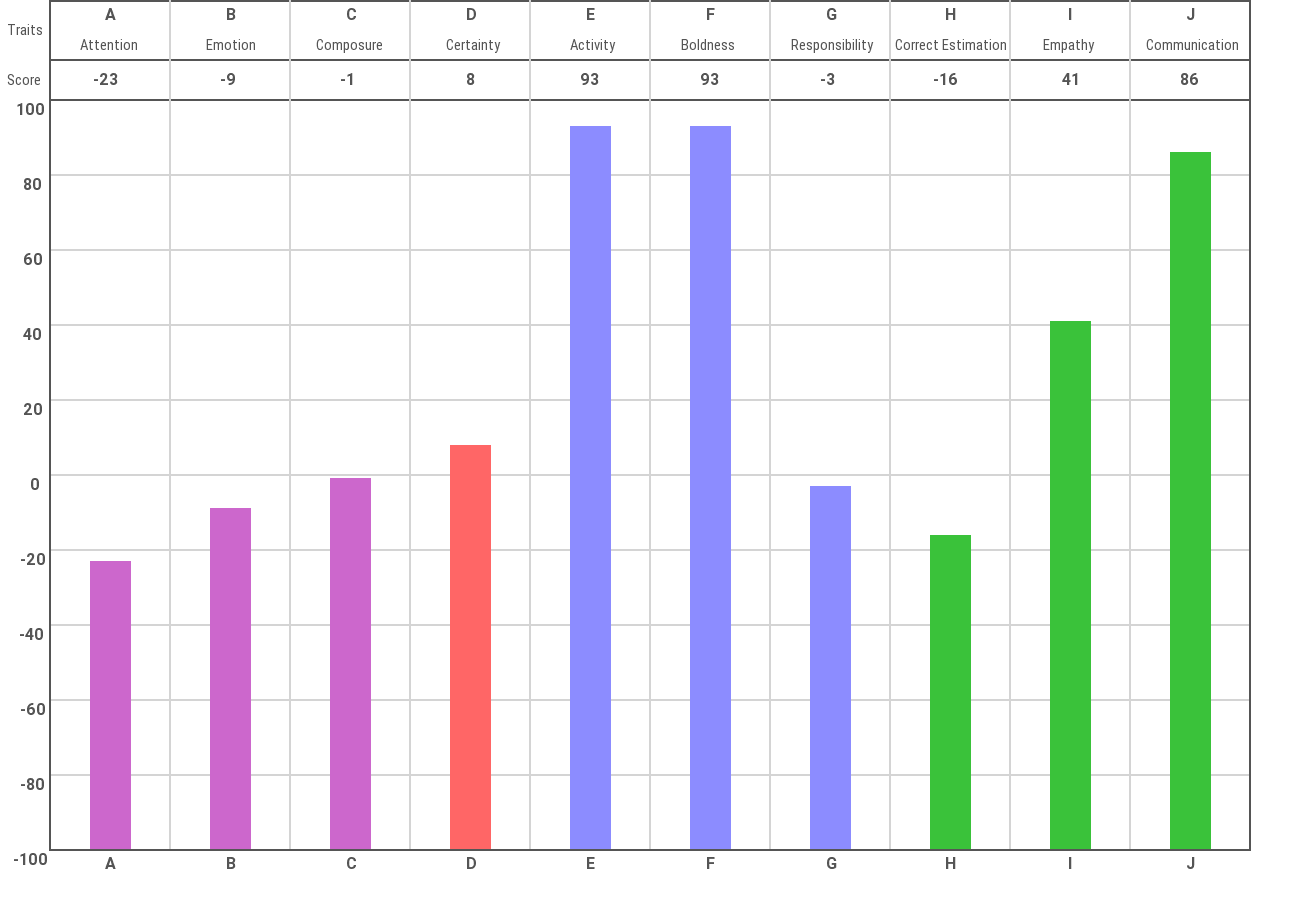 A B C D E F G H I J
Traits
Attention Emotion Composure Certainty Activity Boldness Responsibility Correct Estimation Empathy Communication
Score -23 -9 -1 8 93 93 -3 -16 41 86
100
80
60
40
20
0
-20
-40
-60
-80
-100
A B C D E F G H I J